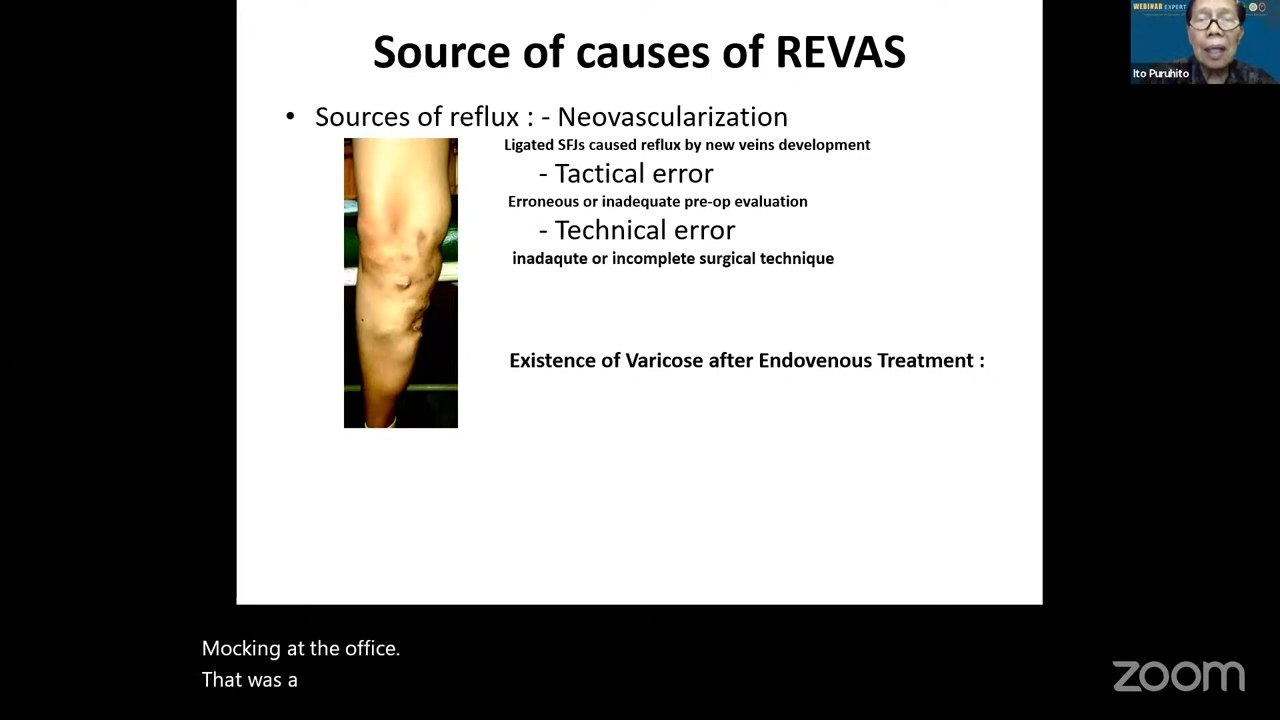 Source of causes of REVAS
WEBINAR EXPERT
Ito Puruhito
• Sources of reflux : - Neovascularization
Ligated SFJs caused reflux by new veins development
- Tactical error
Erroneous or inadequate pre-op evaluation
- Technical error
inadaqute or incomplete surgical technique
Existence of Varicose after Endovenous Treatment :
Mocking at the office.
That was a
zoom